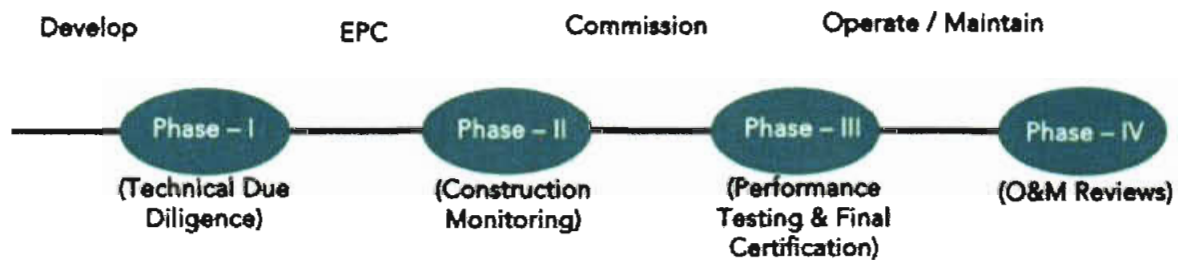 Develop
EPC
Commission
Operate / Maintain
Phase – I
Phase – II
Phase – III
Phase – IV
(Technical Due
Diligence)
(Construction
Monitoring)
(Performance
Testing & Final
Certification)
(O&M Reviews)